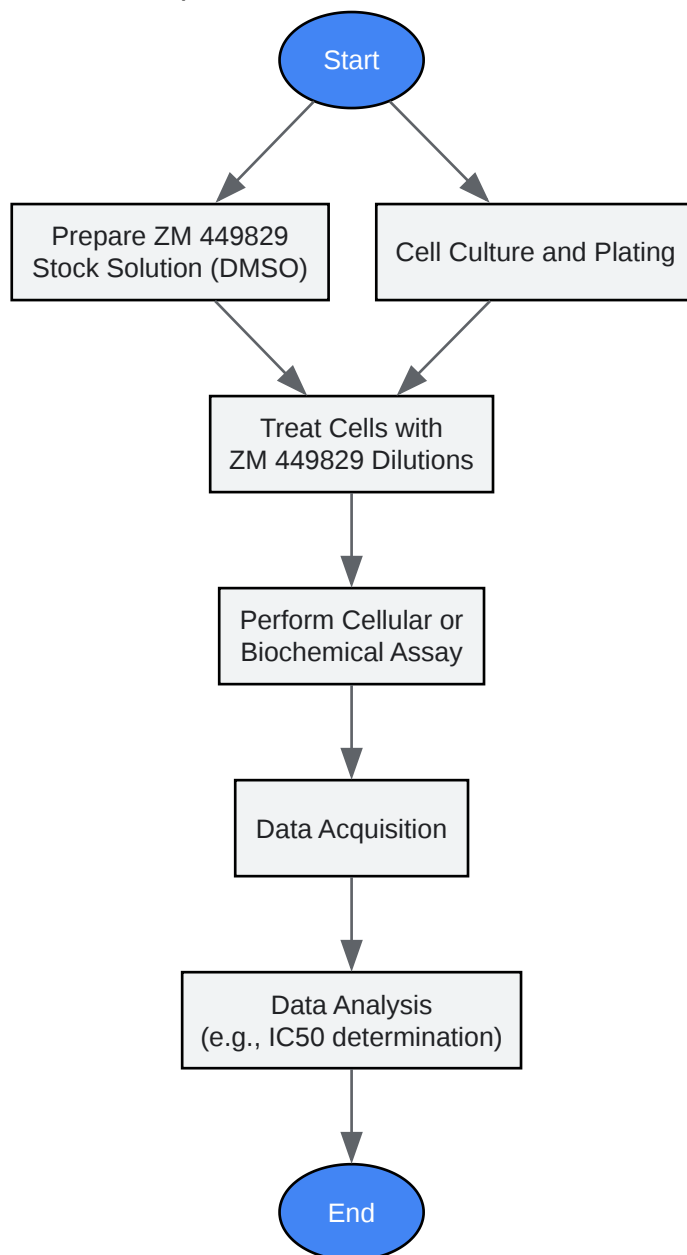 Start
Prepare ZM 449829
Stock Solution (DMSO)
Cell Culture and Plating
Treat Cells with
ZM 449829 Dilutions
Perform Cellular or
Biochemical Assay
Data Acquisition
Data Analysis
(e.g., IC50 determination)
End